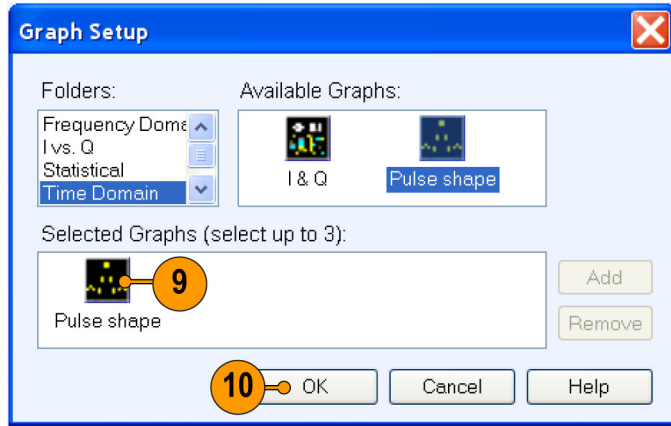 Graph Setup
Folders: Available Graphs:
Frequency Doma
I vs. Q
Statistical
Time Domain
I & Q Pulse shape
Selected Graphs (select up to 3):
9
Pulse shape
Add
Remove
10 OK Cancel Help